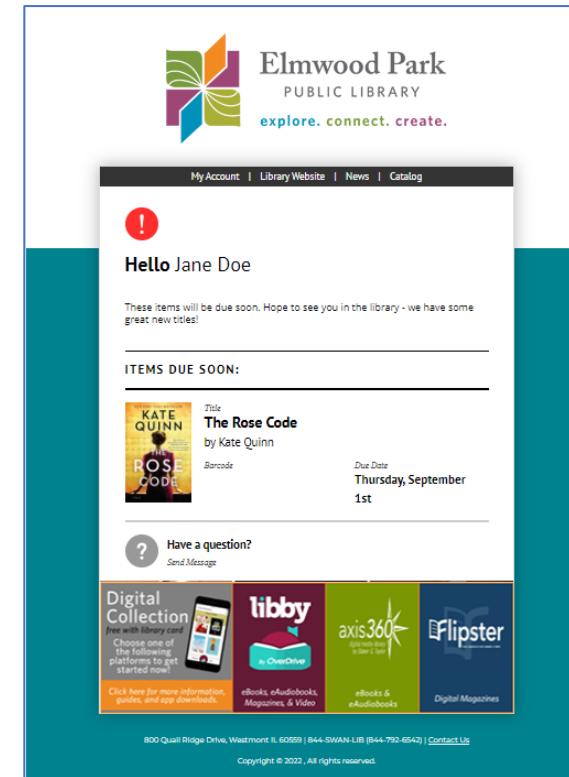 Elmwood Park
PUBLIC LIBRARY
explore. connect. create.
My Account | Library Website | News | Catalog
!
Hello Jane Doe
These items will be due soon. Hope to see you in the library - we have some
great new titles!
ITEMS DUE SOON:
KATE
QUINN
THE
ROSE
CODE
Title
The Rose Code
by Kate Quinn
Barcode
Due Date
Thursday, September
1st
?
Have a question?
Send Message
Digital
Collection
free with library card
Choose one of
the following
platforms to get
started now!
Click here for more information,
guides, and app downloads.
libby
By OverDrive
eBooks, eAudiobooks,
Magazines, & Video
axis360
digital media library
by Baker & Taylor
eBooks &
eAudiobooks
Flipster
Digital Magazines
800 Quail Ridge Drive, Westmont IL 60559 | 844-SWAN-LIB (844-792-6542) | Contact Us
Copyright © 2022 , All rights reserved.